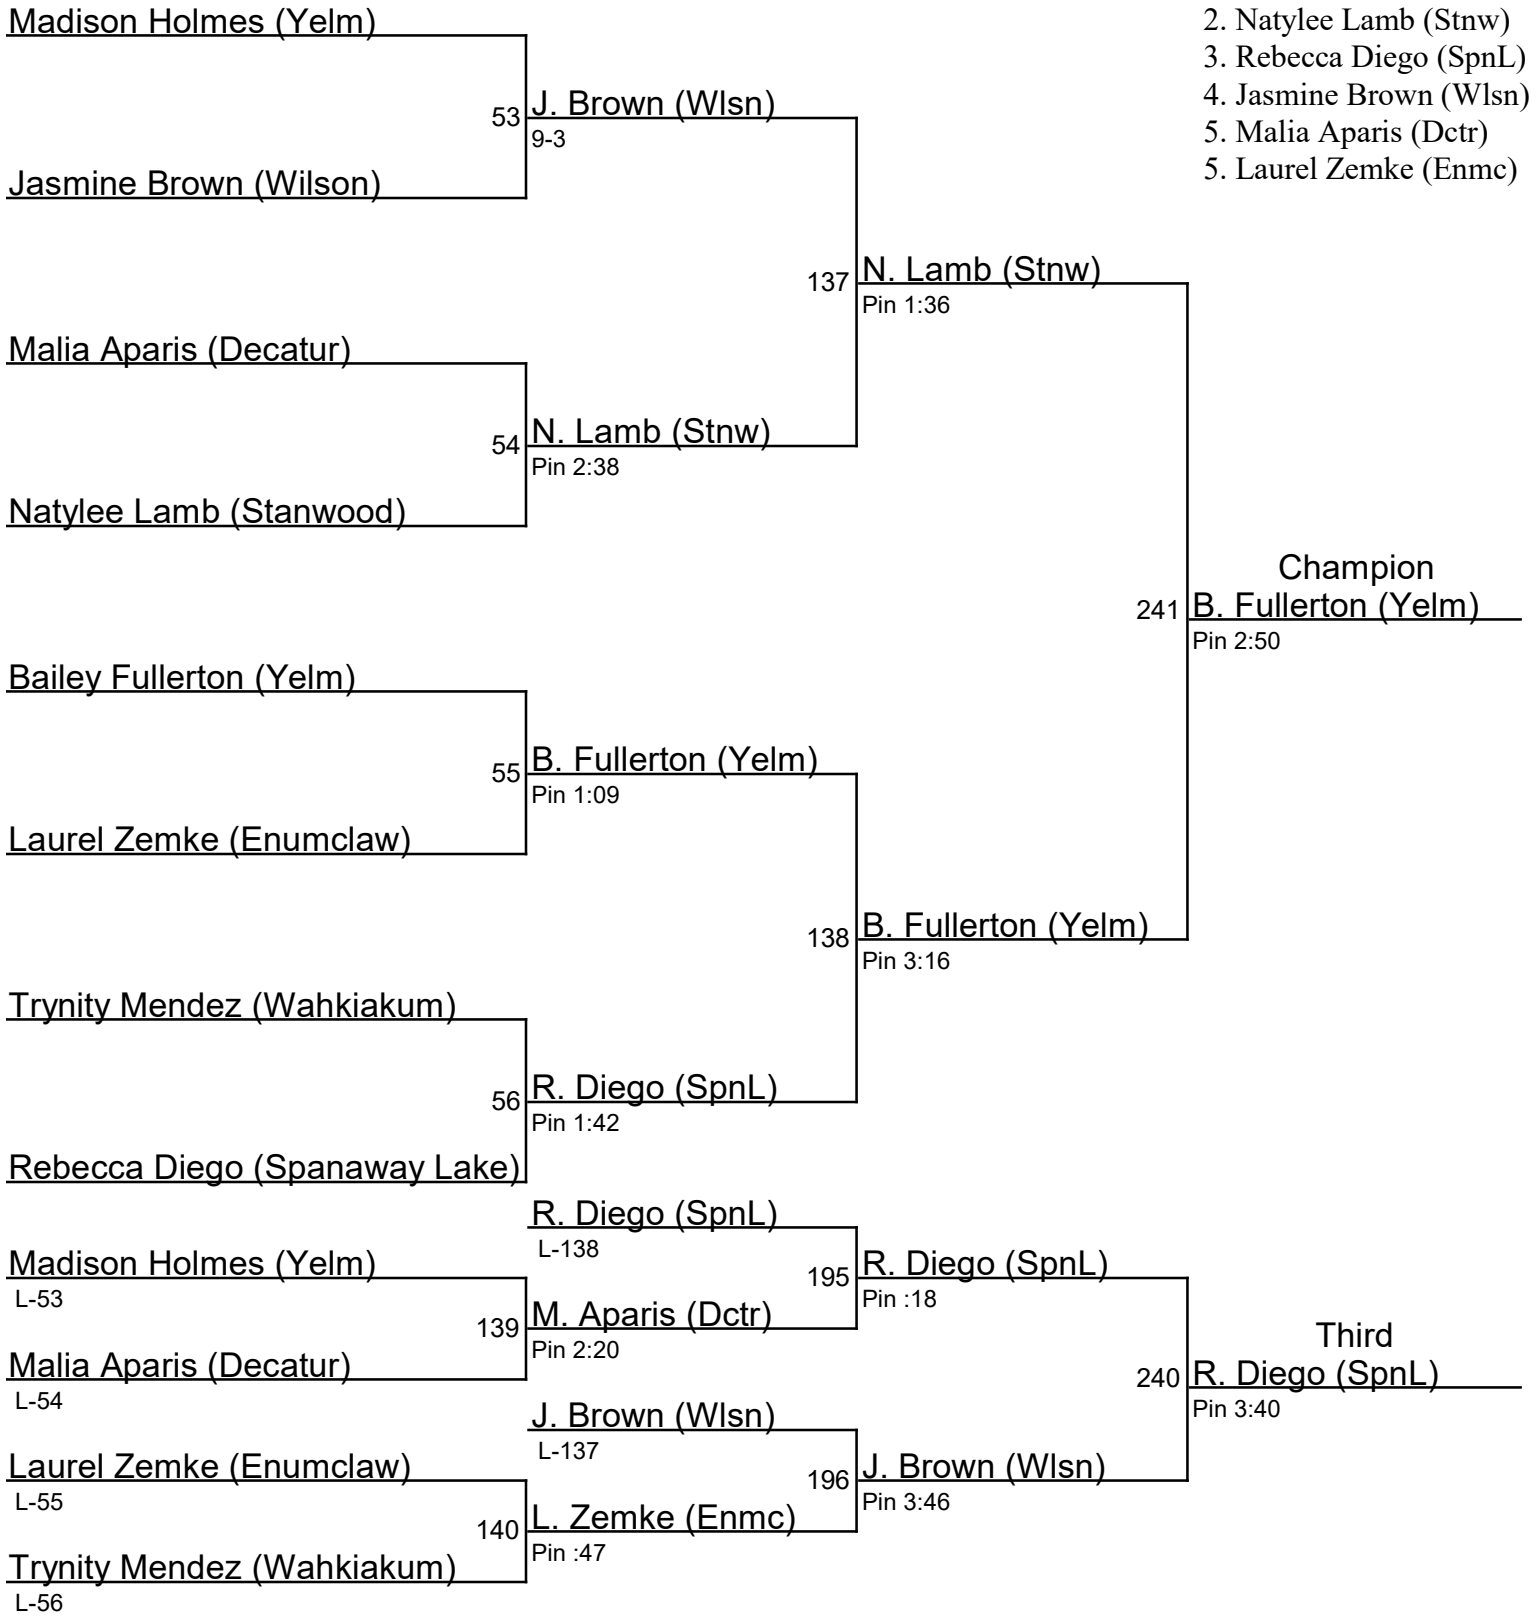 Madison Holmes (Yelm)
2. Natylee Lamb (Stnw)
3. Rebecca Diego (SpnL)
4. Jasmine Brown (Wlsn)
5. Malia Aparis (Dctr)
5. Laurel Zemke (Enmc)
53 J. Brown (Wlsn)
9-3
Jasmine Brown (Wilson)
137 N. Lamb (Stnw)
Pin 1:36
Malia Aparis (Decatur)
54 N. Lamb (Stnw)
Pin 2:38
Natylee Lamb (Stanwood)
Champion
241 B. Fullerton (Yelm)
Pin 2:50
Bailey Fullerton (Yelm)
55 B. Fullerton (Yelm)
Pin 1:09
Laurel Zemke (Enumclaw)
138 B. Fullerton (Yelm)
Pin 3:16
Trynity Mendez (Wahkiakum)
56 R. Diego (SpnL)
Pin 1:42
Rebecca Diego (Spanaway Lake)
R. Diego (SpnL)
L-138
Madison Holmes (Yelm)
L-53
195 R. Diego (SpnL)
Pin :18
139 M. Aparis (Dctr)
Pin 2:20
Malia Aparis (Decatur)
L-54
Third
240 R. Diego (SpnL)
Pin 3:40
J. Brown (Wlsn)
L-137
Laurel Zemke (Enumclaw)
L-55
196 J. Brown (Wlsn)
Pin 3:46
140 L. Zemke (Enmc)
Pin :47
Trynity Mendez (Wahkiakum)
L-56